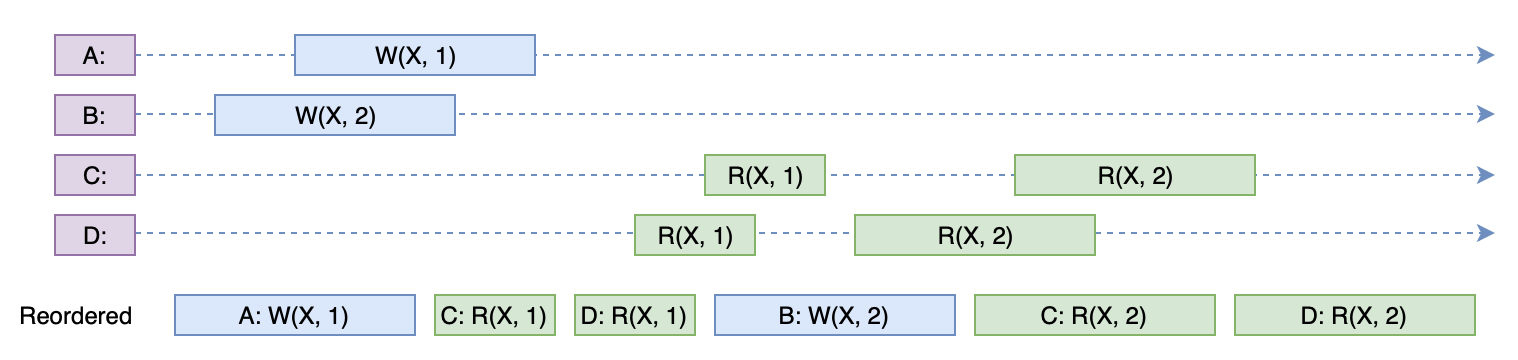 A: W(X, 1)
B: W(X, 2)
C: R(X, 1) R(X, 2)
D: R(X, 1) R(X, 2)
Reordered A: W(X, 1) C: R(X, 1) D: R(X, 1) B: W(X, 2) C: R(X, 2) D: R(X, 2)